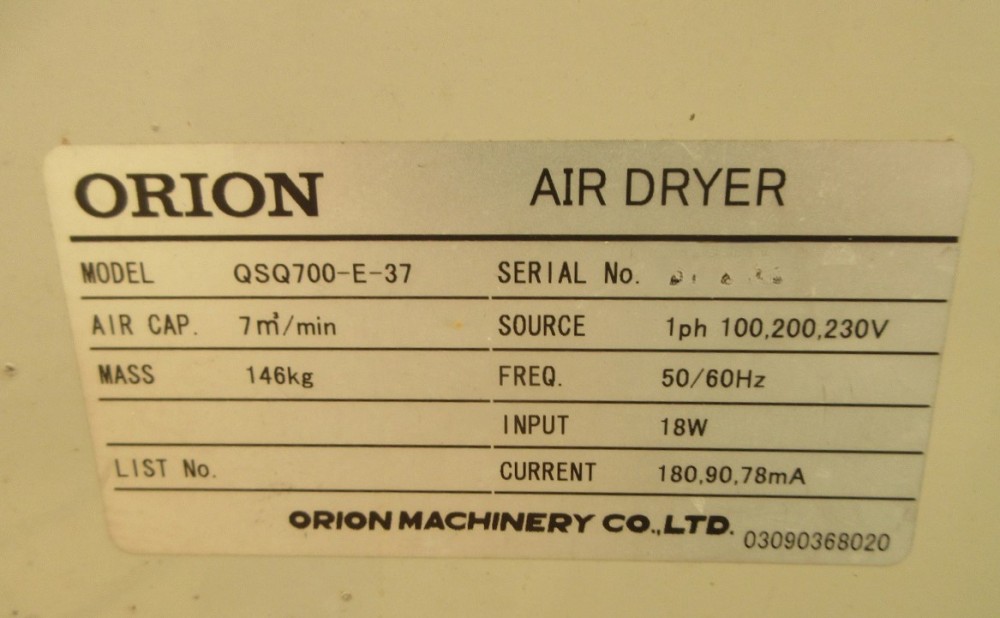 ORION AIR DRYER
MODEL QSQ700-E-37 SERIAL No.
AIR CAP. 7㎥/min SOURCE 1ph 100,200,230V
MASS 146kg FREQ. 50/60Hz
INPUT 18W
LIST No. CURRENT 180,90,78mA
ORION MACHINERY CO.,LTD. 03090368020